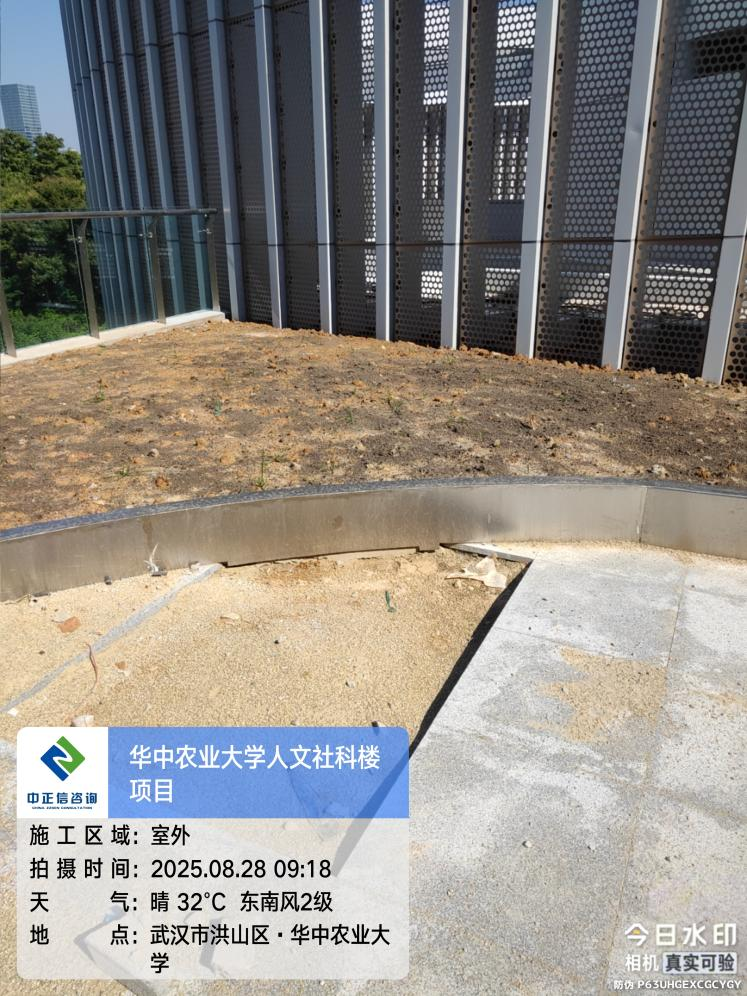 华中农业大学人文社科楼
项目
中正信咨询
施工区域：室外
拍摄时间：2025.08.28 09:18
天气：晴 32℃ 东南风2级
地点：武汉市洪山区·华中农业大
学
今日水印
相机 真实可验
防伪 P63UHGEXCGCYGY